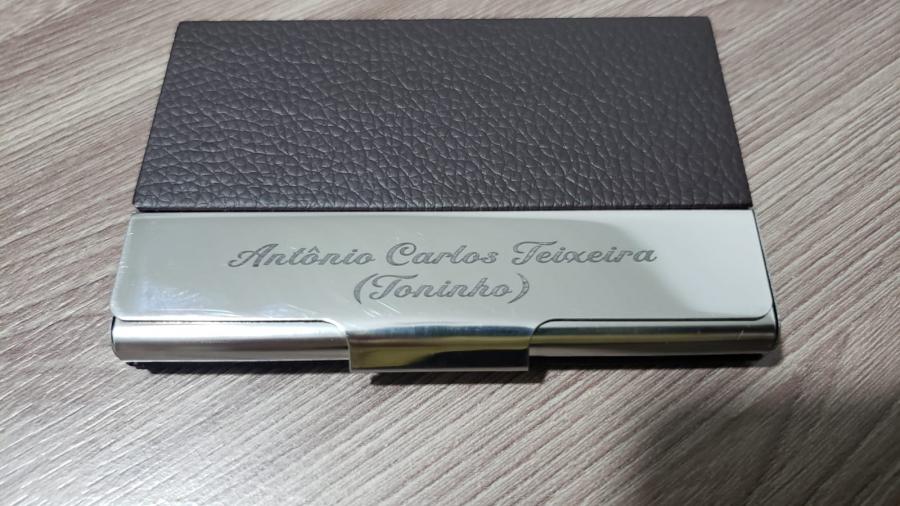 Antônio Carlos Teixeira
(Toninho)